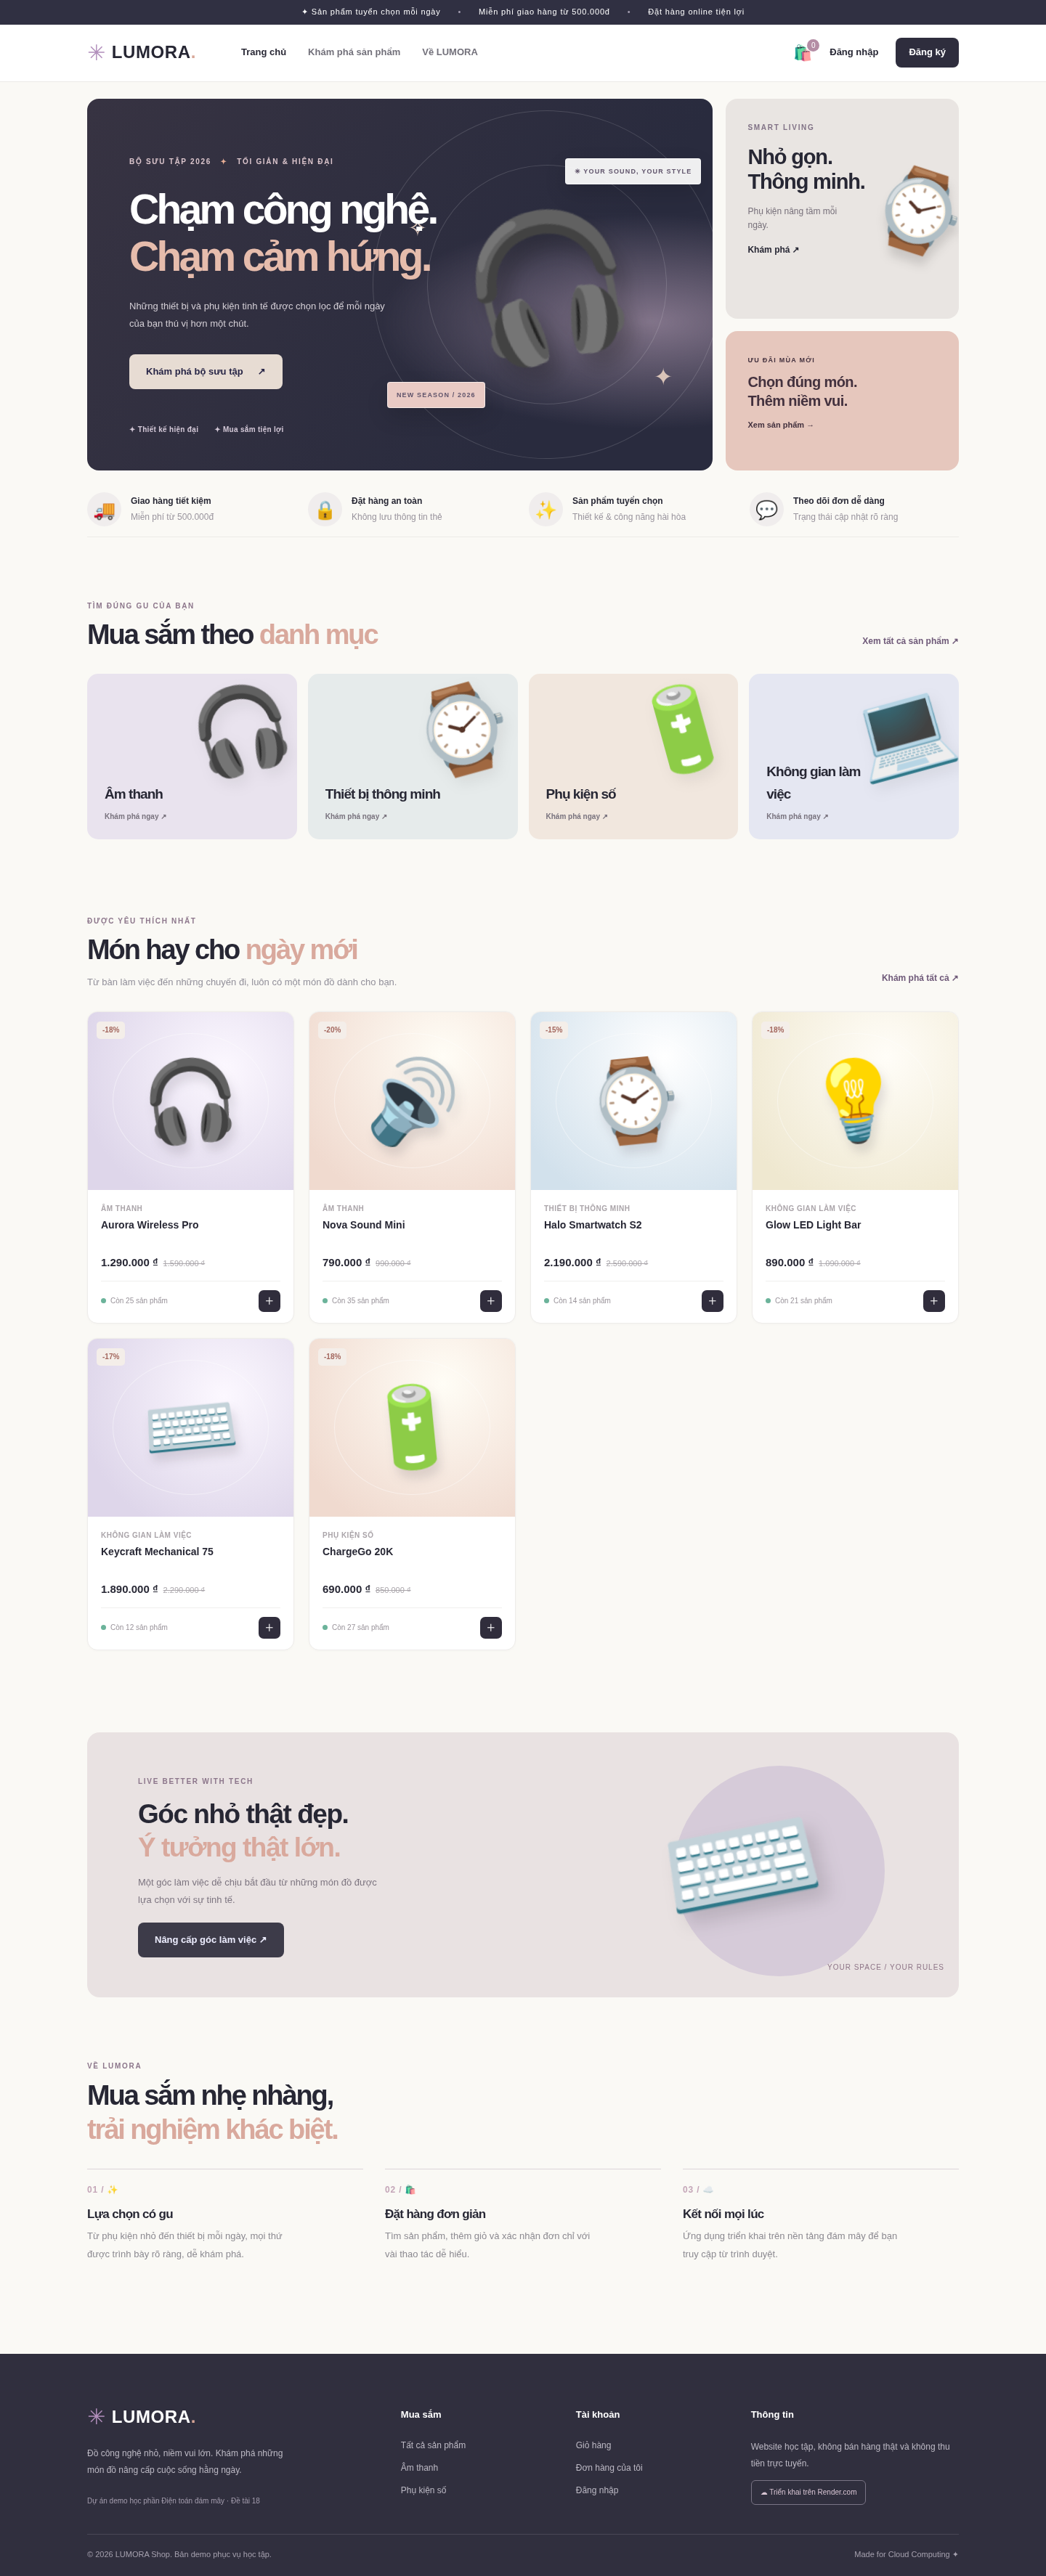 ✦ Sản phẩm tuyển chọn mỗi ngày • Miễn phí giao hàng từ 500.000đ • Đặt hàng online tiện lợi
LUMORA.
Trang chủ Khám phá sản phẩm Về LUMORA
0
Đăng nhập Đăng ký
BỘ SƯU TẬP 2026 ✦ TỐI GIẢN & HIỆN ĐẠI
Chạm công nghệ.
Chạm cảm hứng.
Những thiết bị và phụ kiện tinh tế được chọn lọc để mỗi ngày
của bạn thú vị hơn một chút.
Khám phá bộ sưu tập ↗
✦ Thiết kế hiện đại ✦ Mua sắm tiện lợi
YOUR SOUND, YOUR STYLE
NEW SEASON / 2026
SMART LIVING
Nhỏ gọn.
Thông minh.
Phụ kiện nâng tầm mỗi
ngày.
Khám phá ↗
ƯU ĐÃI MÙA MỚI
Chọn đúng món.
Thêm niềm vui.
Xem sản phẩm →
Giao hàng tiết kiệm
Miễn phí từ 500.000đ
Đặt hàng an toàn
Không lưu thông tin thẻ
Sản phẩm tuyển chọn
Thiết kế & công năng hài hòa
Theo dõi đơn dễ dàng
Trạng thái cập nhật rõ ràng
TÌM ĐÚNG GU CỦA BẠN
Mua sắm theo danh mục
Xem tất cả sản phẩm ↗
Âm thanh
Khám phá ngay ↗
Thiết bị thông minh
Khám phá ngay ↗
Phụ kiện số
Khám phá ngay ↗
Không gian làm
việc
Khám phá ngay ↗
ĐƯỢC YÊU THÍCH NHẤT
Món hay cho ngày mới
Từ bàn làm việc đến những chuyến đi, luôn có một món đồ dành cho bạn.
Khám phá tất cả ↗
-18%
ÂM THANH
Aurora Wireless Pro
1.290.000 ₫ 1.590.000 ₫
Còn 25 sản phẩm
+
-20%
ÂM THANH
Nova Sound Mini
790.000 ₫ 990.000 ₫
Còn 35 sản phẩm
+
-15%
THIẾT BỊ THÔNG MINH
Halo Smartwatch S2
2.190.000 ₫ 2.590.000 ₫
Còn 14 sản phẩm
+
-18%
KHÔNG GIAN LÀM VIỆC
Glow LED Light Bar
890.000 ₫ 1.090.000 ₫
Còn 21 sản phẩm
+
-17%
KHÔNG GIAN LÀM VIỆC
Keycraft Mechanical 75
1.890.000 ₫ 2.290.000 ₫
Còn 12 sản phẩm
+
-18%
PHỤ KIỆN SỐ
ChargeGo 20K
690.000 ₫ 850.000 ₫
Còn 27 sản phẩm
+
LIVE BETTER WITH TECH
Góc nhỏ thật đẹp.
Ý tưởng thật lớn.
Một góc làm việc dễ chịu bắt đầu từ những món đồ được
lựa chọn với sự tinh tế.
Nâng cấp góc làm việc ↗
YOUR SPACE / YOUR RULES
VỀ LUMORA
Mua sắm nhẹ nhàng,
trải nghiệm khác biệt.
01 / ✨
Lựa chọn có gu
Từ phụ kiện nhỏ đến thiết bị mỗi ngày, mọi thứ
được trình bày rõ ràng, dễ khám phá.
02 / 🛍️
Đặt hàng đơn giản
Tìm sản phẩm, thêm giỏ và xác nhận đơn chỉ với
vài thao tác dễ hiểu.
03 / ☁️
Kết nối mọi lúc
Ứng dụng triển khai trên nền tảng đám mây để bạn
truy cập từ trình duyệt.
LUMORA.
Đồ công nghệ nhỏ, niềm vui lớn. Khám phá những
món đồ nâng cấp cuộc sống hằng ngày.
Dự án demo học phần Điện toán đám mây · Đề tài 18
Mua sắm
Tất cả sản phẩm
Âm thanh
Phụ kiện số
Tài khoản
Giỏ hàng
Đơn hàng của tôi
Đăng nhập
Thông tin
Website học tập, không bán hàng thật và không thu
tiền trực tuyến.
☁ Triển khai trên Render.com
© 2026 LUMORA Shop. Bản demo phục vụ học tập.
Made for Cloud Computing ✦